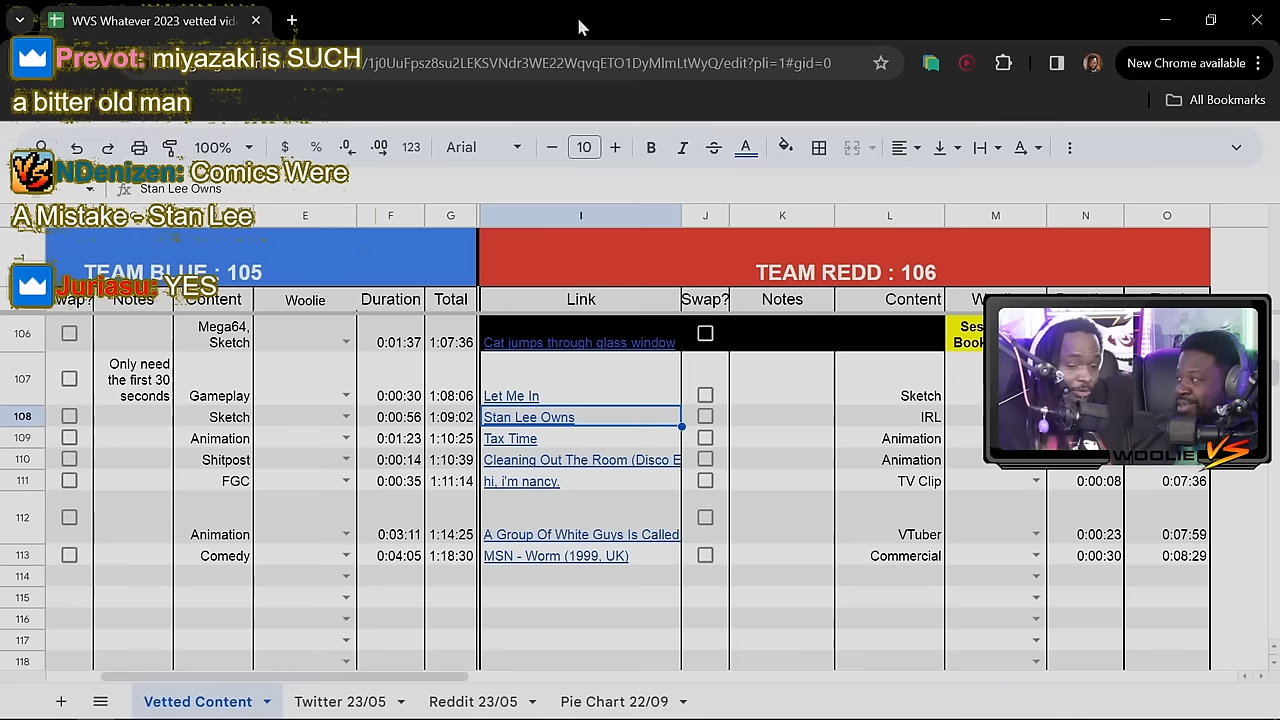 WVS Whatever 2023 vetted vid
Prevot: miyazaki is SUCH
a bitter old man
/1j0UuFpsz8su2LEKSVNdr3WE22WqvqETO1DyMlmLtWyQ/edit?pli=1#gid=0
New Chrome available
All Bookmarks
100% $ % .0 .00 123 Arial 10 B I
NDenizen: Comics Were
A Mistake - Stan Lee
fx Stan Lee Owns
E F G I J K L M N O
1 TEAM BLUE : 105 TEAM REDD : 106
Juriasu: YES
Notes Content Woolie Duration Total Link Swap? Notes Content
106 Mega64, Sketch 0:01:37 1:07:36 Cat jumps through glass window
107 Only need the first 30 seconds Gameplay 0:00:30 1:08:06 Let Me In Sketch
108 Sketch 0:00:56 1:09:02 Stan Lee Owns IRL
109 Animation 0:01:23 1:10:25 Tax Time Animation
110 Shitpost 0:00:14 1:10:39 Cleaning Out The Room (Disco E Animation
111 FGC 0:00:35 1:11:14 hi, i'm nancy. TV Clip 0:00:08 0:07:36
112 Animation 0:03:11 1:14:25 A Group Of White Guys Is Called VTuber 0:00:23 0:07:59
113 Comedy 0:04:05 1:18:30 MSN - Worm (1999, UK) Commercial 0:00:30 0:08:29
114
115
116
117
118
WOOLIE VS
Vetted Content Twitter 23/05 Reddit 23/05 Pie Chart 22/09